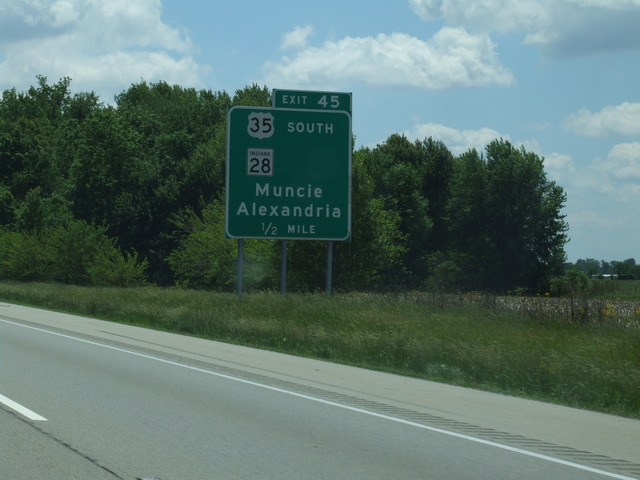 EXIT 45
35 SOUTH
INDIANA
28
Muncie
Alexandria
1/2 MILE